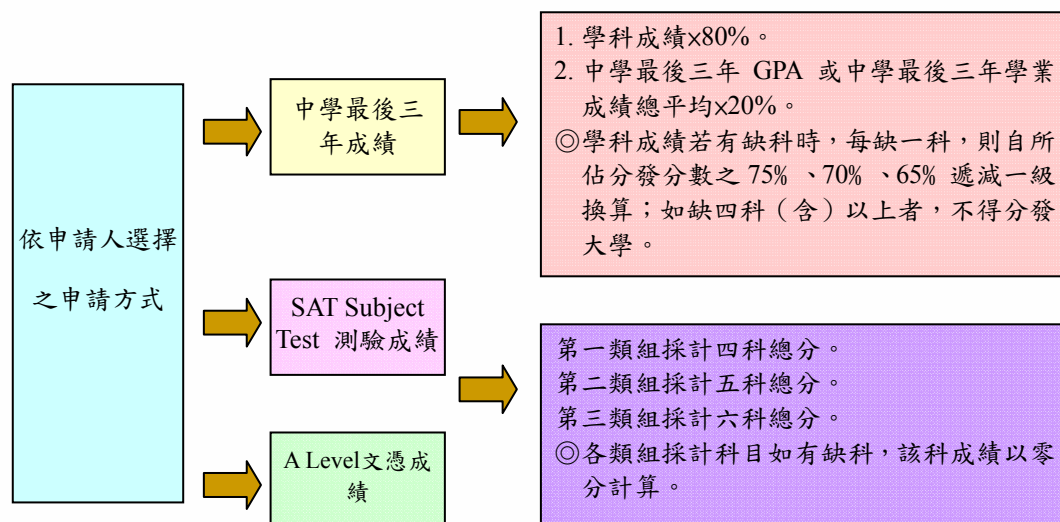 依申請人選擇
之申請方式
中學最後三
年成績
SAT Subject
Test 測驗成績
A Level文憑成
績
1. 學科成績×80%。
2. 中學最後三年 GPA 或中學最後三年學業
成績總平均×20%。
◎學科成績若有缺科時，每缺一科，則自所
佔分發分數之 75% 、70% 、65% 遞減一級
換算；如缺四科（含）以上者，不得分發
大學。
第一類組採計四科總分。
第二類組採計五科總分。
第三類組採計六科總分。
◎各類組採計科目如有缺科，該科成績以零
分計算。